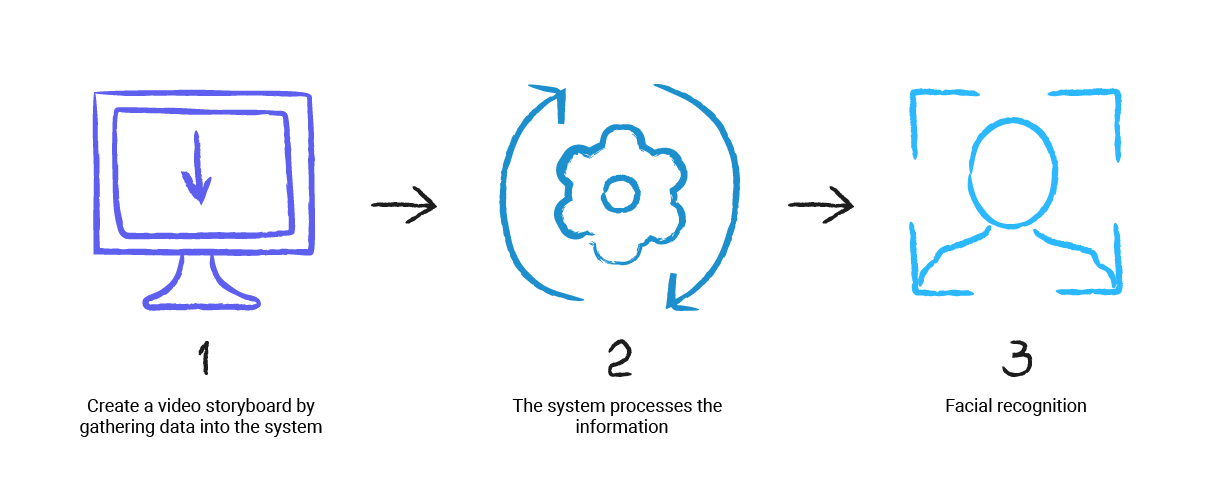 1
Create a video storyboard by
gathering data into the system
2
The system processes the
information
3
Facial recognition